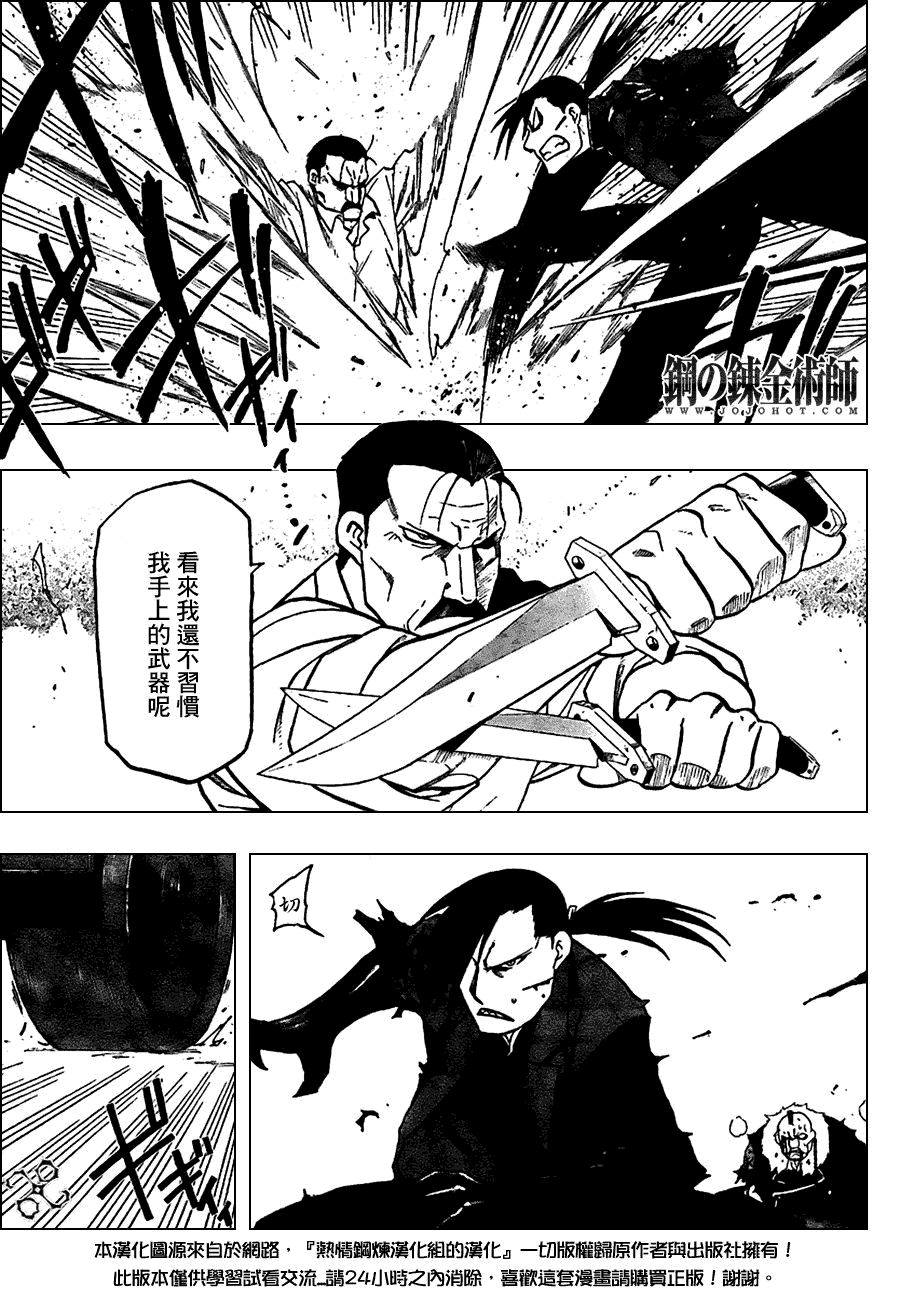 鋼の錬金術師
WWW.JOJOHOT.COM
看來我還不習慣
我手上的武器呢
切
ギギィ
本漢化圖源來自於網路，『熱情鋼煉漢化組的漢化』一切版權歸原作者與出版社擁有！
此版本僅供學習試看交流…請24小時之內消除，喜歡這套漫畫請購買正版！謝謝。